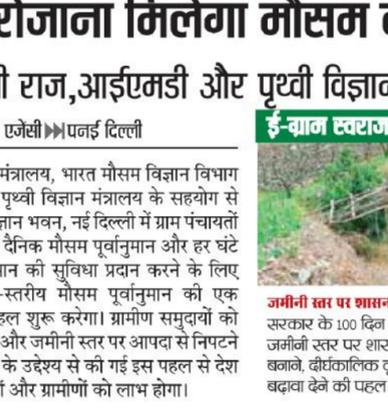 रोजाना मिलेगा मौसम
राज,आईएमडी और पृथ्वी
एजेंसी ▶▶ पनई दिल्ली
मंत्रालय, भारत मौसम विज्ञान विभाग
पृथ्वी विज्ञान मंत्रालय के सहयोग से
भवन, नई दिल्ली में ग्राम पंचायतों
दैनिक मौसम पूर्वानुमान और हर घंटे
की सुविधा प्रदान करने के लिए
-स्तरीय मौसम पूर्वानुमान की एक
शुरू करेगा। ग्रामीण समुदायों को
और जमीनी स्तर पर आपदा से निपटने
के उद्देश्य से की गई इस पहल से देश
और ग्रामीणों को लाभ होगा।
ई-ग्राम स्वराज
जमीनी स्तर पर शासन
सरकार के 100 दिन
जमीनी स्तर पर शास
बनाने, दीर्घकालिक
बढ़ावा देने की पहल